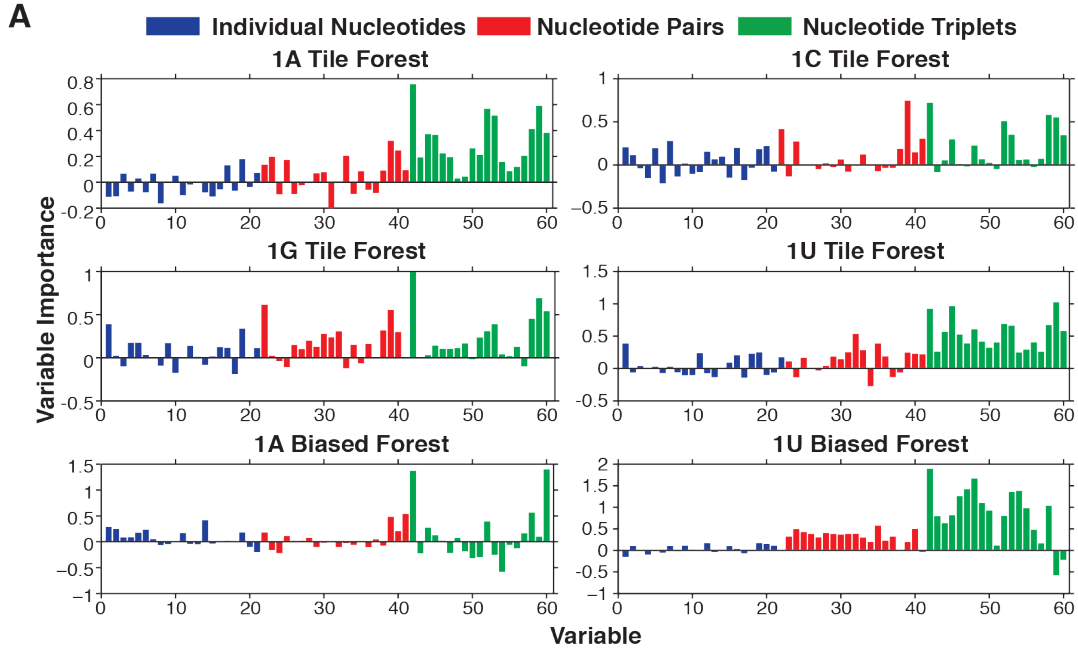 A
Individual Nucleotides Nucleotide Pairs Nucleotide Triplets
1A Tile Forest 1C Tile Forest
0.8
0.6
0.4
0.2
0
-0.2
0 10 20 30 40 50 60
1
0.5
0
-0.5
0 10 20 30 40 50 60
Variable Importance
1G Tile Forest 1U Tile Forest
1
0.5
0
-0.5
0 10 20 30 40 50 60
1.5
1
0.5
0
-0.5
0 10 20 30 40 50 60
1A Biased Forest 1U Biased Forest
1.5
1
0.5
0
-0.5
-1
0 10 20 30 40 50 60
2
1.5
1
0.5
0
-0.5
-1
0 10 20 30 40 50 60
Variable